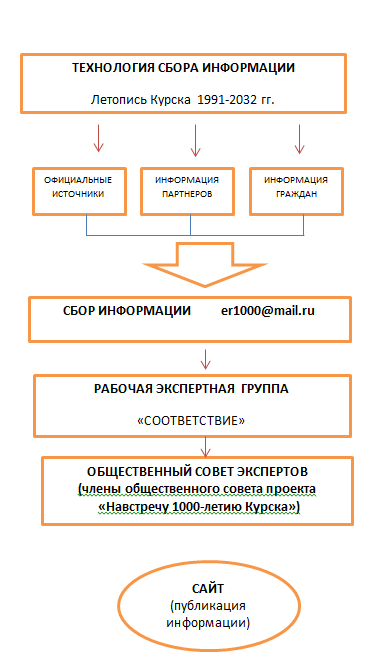 ТЕХНОЛОГИЯ СБОРА ИНФОРМАЦИИ
Летопись Курска 1991-2032 гг.
ОФИЦИАЛЬНЫЕ
ИСТОЧНИКИ
ИНФОРМАЦИЯ
ПАРТНЕРОВ
ИНФОРМАЦИЯ
ГРАЖДАН
СБОР ИНФОРМАЦИИ er1000@mail.ru
РАБОЧАЯ ЭКСПЕРТНАЯ ГРУППА
«СООТВЕТСТВИЕ»
ОБЩЕСТВЕННЫЙ СОВЕТ ЭКСПЕРТОВ
(члены общественного совета проекта
«Навстречу 1000-летию Курска»)
САЙТ
(публикация
информации)